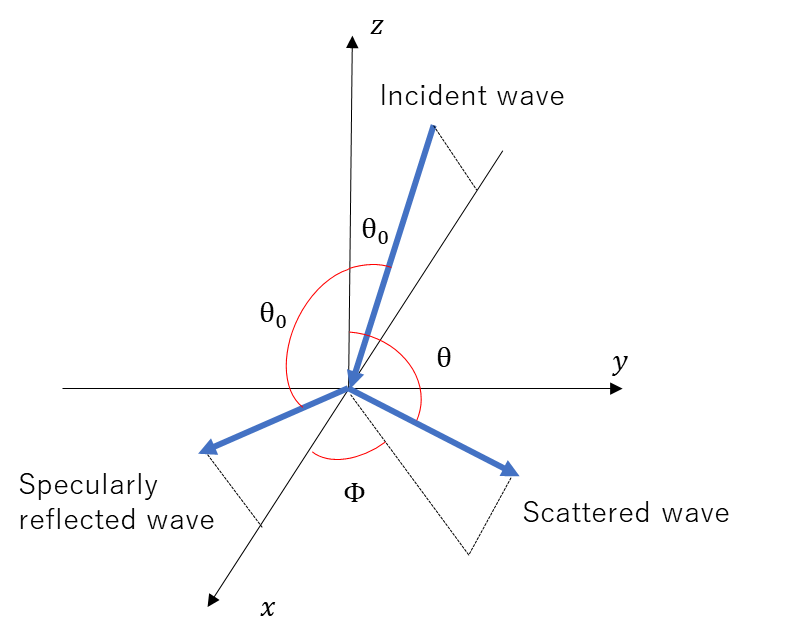 z
Incident wave
θ₀
θ₀
θ
y
Φ
Specularly
reflected wave
Scattered wave
x